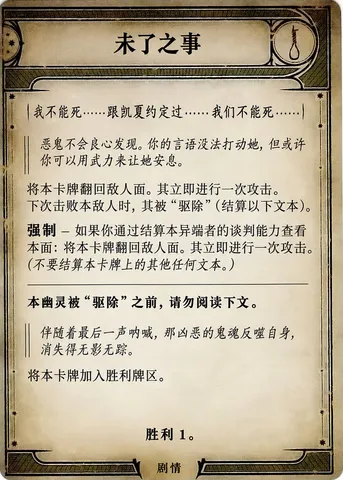 未了之事
我不能死……跟凯夏约定过……我们不能死……
恶鬼不会良心发现。你的言语没法打动她，但或许
你可以用武力来让她安息。
将本卡牌翻回敌人面。其立即进行一次攻击。
下次击败本敌人时，其被“驱除”（结算以下文本）。
强制 – 如果你通过结算本异端者的谈判能力查看
本面：将本卡牌翻回敌人面。其立即进行一次攻击。
（不要结算本卡牌上的其他任何文本。）
本幽灵被“驱除”之前，请勿阅读下文。
伴随着最后一声呐喊，那凶恶的鬼魂反噬自身，
消失得无影无踪。
将本卡牌加入胜利牌区。
胜利 1。
剧情